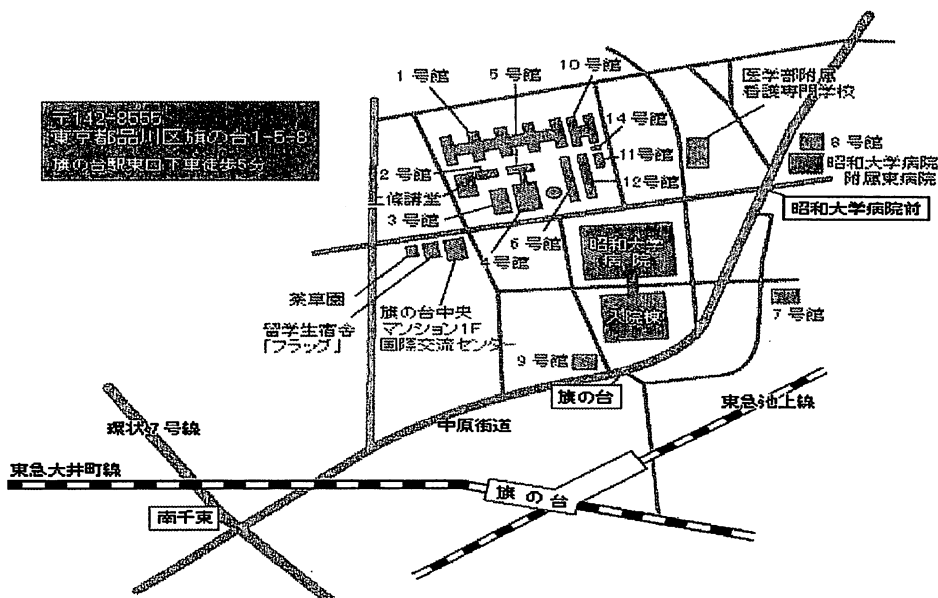 〒142-8555
東京都品川区旗の台1-5-8
旗の台駅東口下車徒歩5分
1号館
5号館
10号館
医学部附属
看護専門学校
14号館
11号館
12号館
8号館
昭和大学病院
附属東病院
昭和大学病院前
2号館
上條講堂
3号館
4号館
6号館
昭和大学
病院
入院棟
7号館
薬草園
留学生宿舎
「フラッグ」
旗の台中央
マンション1F
国際交流センター
9号館
旗の台
東急池上線
中原街道
環状7号線
東急大井町線
旗の台
南千束